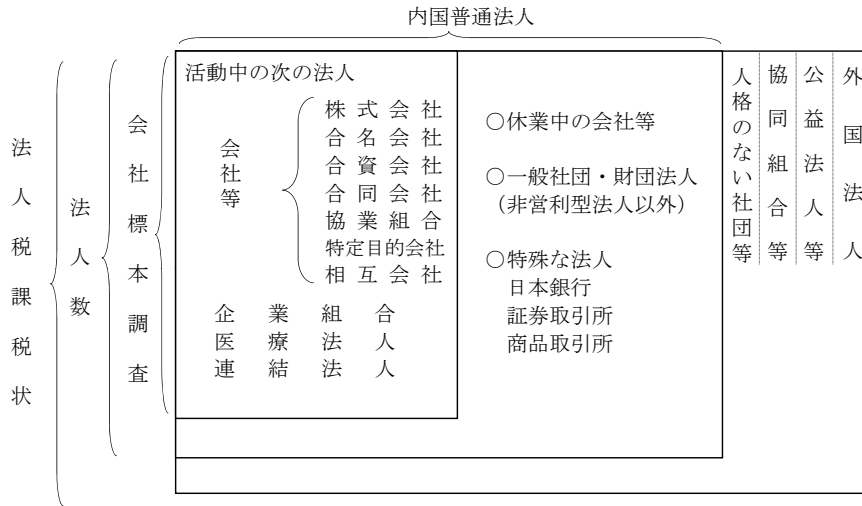 内国普通法人
法人税課税状
法人数
会社標本調査
活動中の次の法人
会社等
株式会社
合名会社
合資会社
合同会社
協業組合
特定目的会社
相互会社
企業組合
医療法人
連結法人
○休業中の会社等
○一般社団・財団法人
（非営利型法人以外）
○特殊な法人
日本銀行
証券取引所
商品取引所
人格のない社団等
協同組合等
公益法人等
外国法人